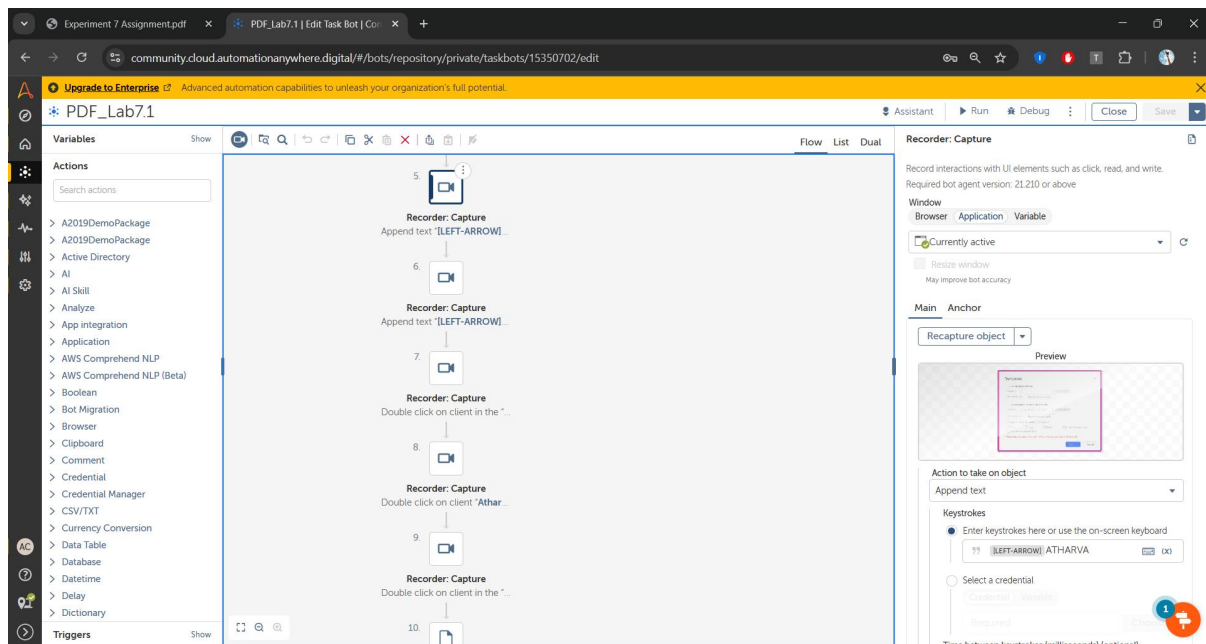 Experiment 7 Assignment.pdf
PDF_Lab7.1 | Edit Task Bot | Con
community.cloud.automationanywhere.digital/#/bots/repository/private/taskbots/15350702/edit
Upgrade to Enterprise Advanced automation capabilities to unleash your organization's full potential.
PDF_Lab7.1
Assistant Run Debug Close Save
Variables Show
Flow List Dual
Actions
Search actions
A2019DemoPackage
A2019DemoPackage
Active Directory
AI
AI Skill
Analyze
App integration
Application
AWS Comprehend NLP
AWS Comprehend NLP (Beta)
Boolean
Bot Migration
Browser
Clipboard
Comment
Credential
Credential Manager
CSV/TXT
Currency Conversion
Data Table
Database
Datetime
Delay
Dictionary
Triggers Show
AC
5.
Recorder: Capture
Append text "[LEFT-ARROW]...
6.
Recorder: Capture
Append text "[LEFT-ARROW]...
7.
Recorder: Capture
Double click on client in the "...
8.
Recorder: Capture
Double click on client "Athar...
9.
Recorder: Capture
Double click on client in the "...
10.
Recorder: Capture
Record interactions with UI elements such as click, read, and write.
Required bot agent version: 21.210 or above
Window
Browser Application Variable
Currently active
Resize window
May improve bot accuracy
Main Anchor
Recapture object
Preview
Action to take on object
Append text
Keystrokes
Enter keystrokes here or use the on-screen keyboard
[LEFT-ARROW] ATHARVA (x)
Select a credential
Credential Variable
Required
1
Time between keystrokes (milliseconds) (optional)